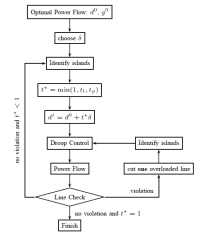 Optimal Power Flow: d⁰, g⁰
choose δ
Identify islands
t* = min(1, tₗ, tₚ)
d¹ = d⁰ + t*δ
Droop Control
Identify islands
Power Flow
cut one overloaded line
Line Check
violation
no violation and t* = 1
Finish
no violation and t* < 1